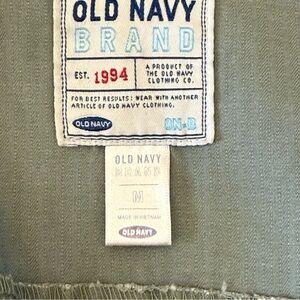 OLD NAVY
BRAND
EST. 1994
A PRODUCT OF
THE OLD NAVY
CLOTHING CO.
FOR BEST RESULTS: WEAR WITH ANOTHER
ARTICLE OF OLD NAVY CLOTHING.
OLD NAVY
ON-B
OLD NAVY
BRAND
M
MADE IN VIETNAM
OLD NAVY